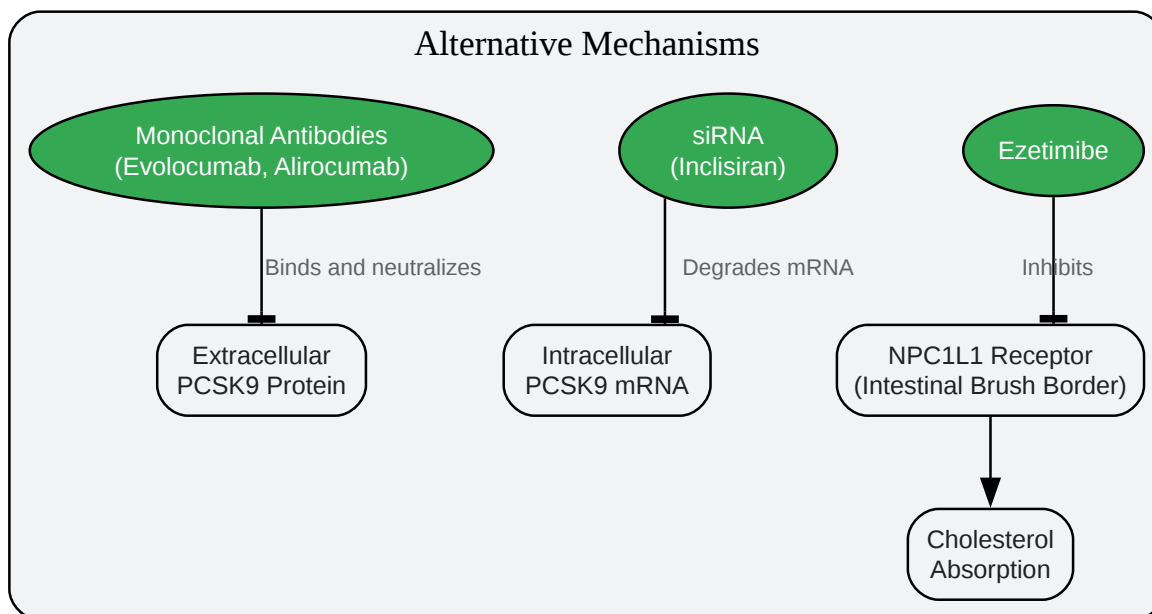 Alternative Mechanisms
Monoclonal Antibodies
(Evolocumab, Alirocumab)
siRNA
(Inclisiran)
Ezetimibe
Binds and neutralizes
Degrades mRNA
Inhibits
Extracellular
PCSK9 Protein
Intracellular
PCSK9 mRNA
NPC1L1 Receptor
(Intestinal Brush Border)
Cholesterol
Absorption